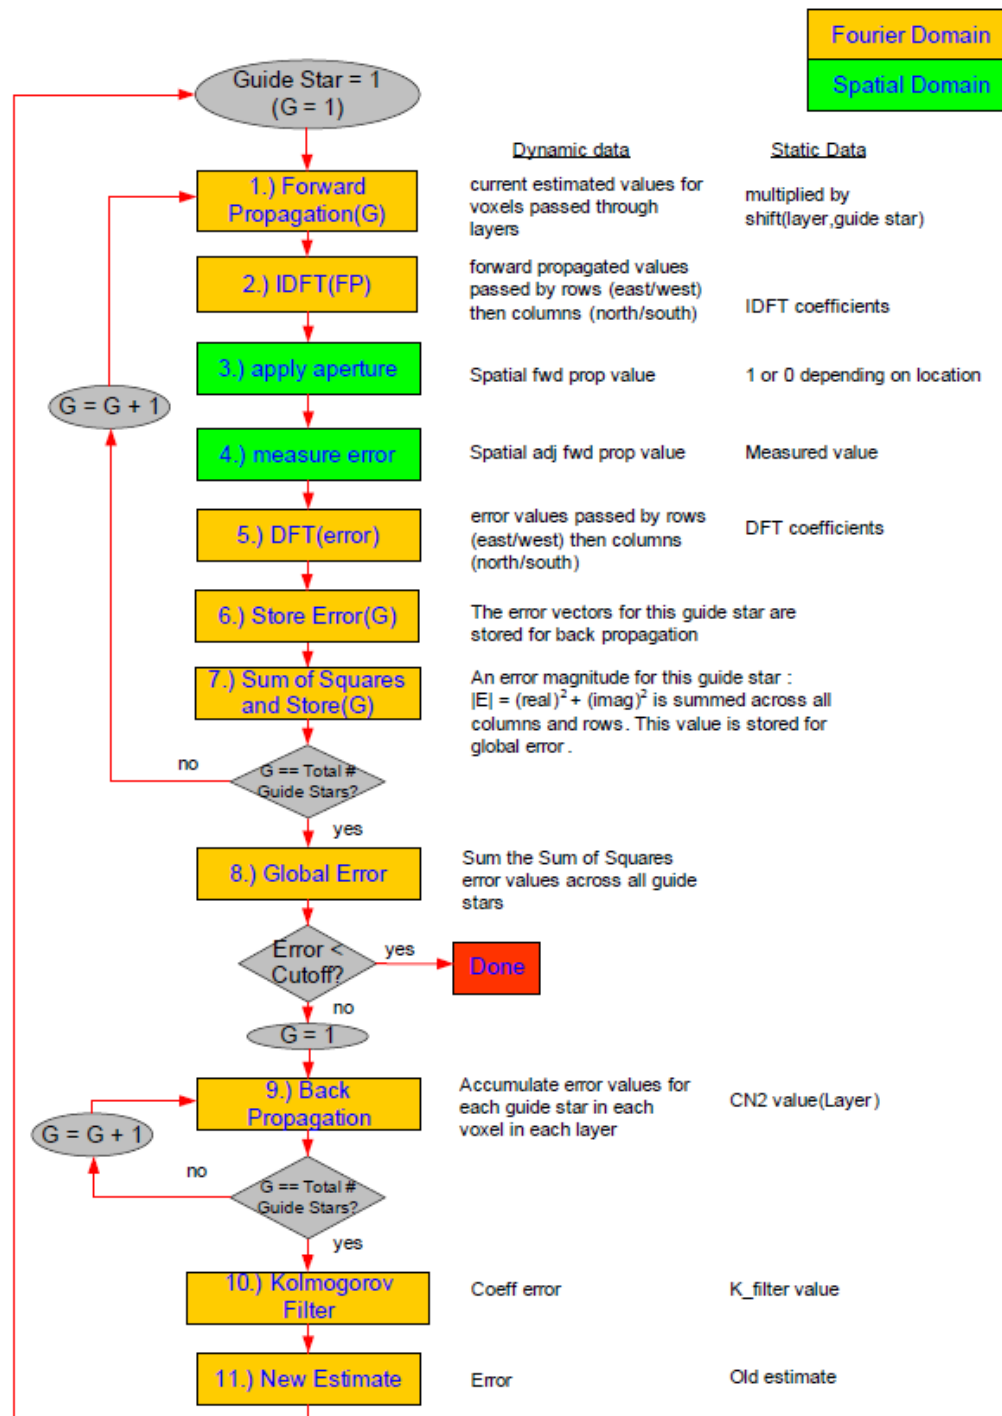 Fourier Domain
Spatial Domain
Guide Star = 1
(G = 1)
Dynamic data
Static Data
1.) Forward
Propagation(G)
current estimated values for
voxels passed through
layers
multiplied by
shift(layer,guide star)
2.) IDFT(FP)
forward propagated values
passed by rows (east/west)
then columns (north/south)
IDFT coefficients
3.) apply aperture
Spatial fwd prop value
1 or 0 depending on location
G = G + 1
4.) measure error
Spatial adj fwd prop value
Measured value
5.) DFT(error)
error values passed by rows
(east/west) then columns
(north/south)
DFT coefficients
6.) Store Error(G)
The error vectors for this guide star are
stored for back propagation
7.) Sum of Squares
and Store(G)
An error magnitude for this guide star :
|E| = (real)² + (imag)² is summed across all
columns and rows. This value is stored for
global error .
no
G == Total #
Guide Stars?
yes
8.) Global Error
Sum the Sum of Squares
error values across all guide
stars
Error <
Cutoff?
yes
Done
no
G = 1
9.) Back
Propagation
Accumulate error values for
each guide star in each
voxel in each layer
CN2 value(Layer)
G = G + 1
no
G == Total #
Guide Stars?
yes
10.) Kolmogorov
Filter
Coeff error
K_filter value
11.) New Estimate
Error
Old estimate